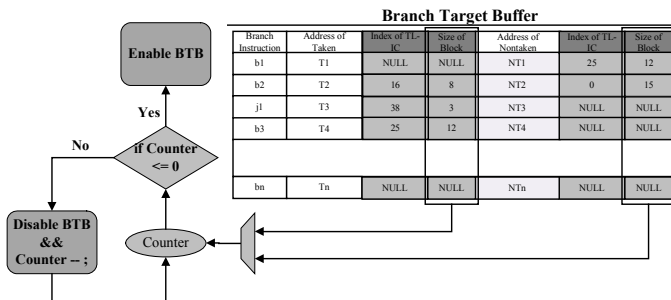 Branch Target Buffer
Branch Instruction Address of Taken Index of TL-IC Size of Block Address of Nontaken Index of TL-IC Size of Block
b1 T1 NULL NULL NT1 25 12
b2 T2 16 8 NT2 0 15
j1 T3 38 3 NT3 NULL NULL
b3 T4 25 12 NT4 NULL NULL
bn Tn NULL NULL NTn NULL NULL
Enable BTB
Yes
No
if Counter
<= 0
Disable BTB
&&
Counter -- ;
Counter